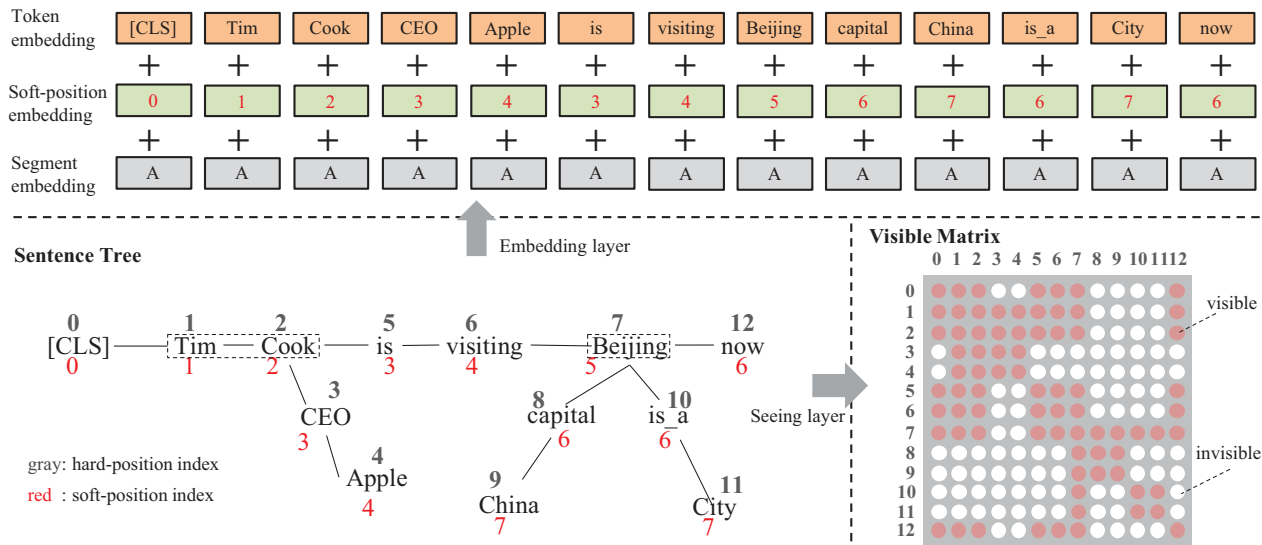 Token embedding
[CLS] Tim Cook CEO Apple is visiting Beijing capital China is_a City now
+ + + + + + + + + + + + +
Soft-position embedding
0 1 2 3 4 3 4 5 6 7 6 7 6
+ + + + + + + + + + + + +
Segment embedding
A A A A A A A A A A A A A
Embedding layer
Sentence Tree
0 1 2 5 6 7 12
[CLS] Tim Cook is visiting Beijing now
0 1 2 3 4 5 6
3
CEO
3
4
Apple
4
8
capital
6
10
is_a
6
9
China
7
11
City
7
gray: hard-position index
red : soft-position index
Seeing layer
Visible Matrix
0 1 2 3 4 5 6 7 8 9 10 11 12
0
1
2
3
4
5
6
7
8
9
10
11
12
visible
invisible